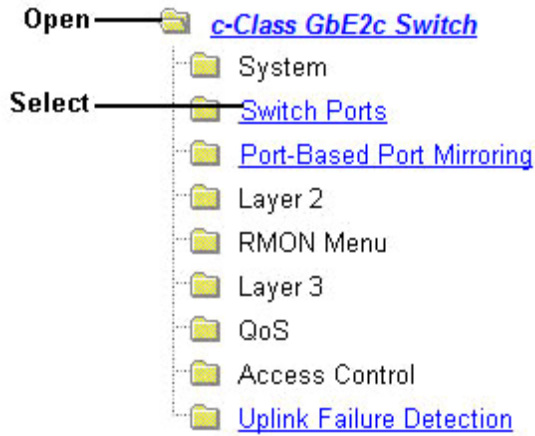 Open c-Class GbE2c Switch
System
Select Switch Ports
Port-Based Port Mirroring
Layer 2
RMON Menu
Layer 3
QoS
Access Control
Uplink Failure Detection